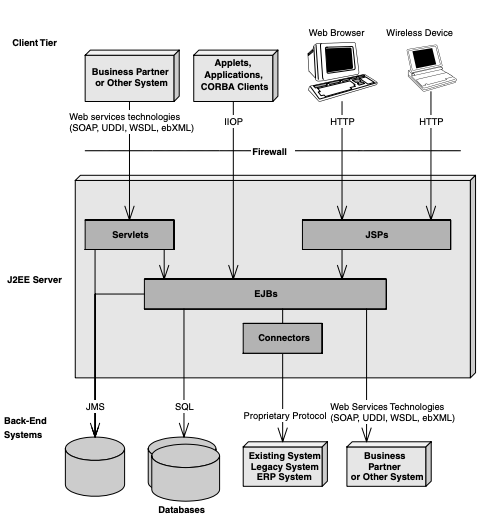 Web Browser
Wireless Device
Client Tier
Business Partner
or Other System
Applets,
Applications,
CORBA Clients
Web services technologies
(SOAP, UDDI, WSDL, ebXML)
IIOP
HTTP
HTTP
Firewall
Servlets
JSPs
J2EE Server
EJBs
Connectors
JMS
SQL
Proprietary Protocol
Web Services Technologies
(SOAP, UDDI, WSDL, ebXML)
Back-End
Systems
Existing System
Legacy System
ERP System
Business
Partner
or Other System
Databases